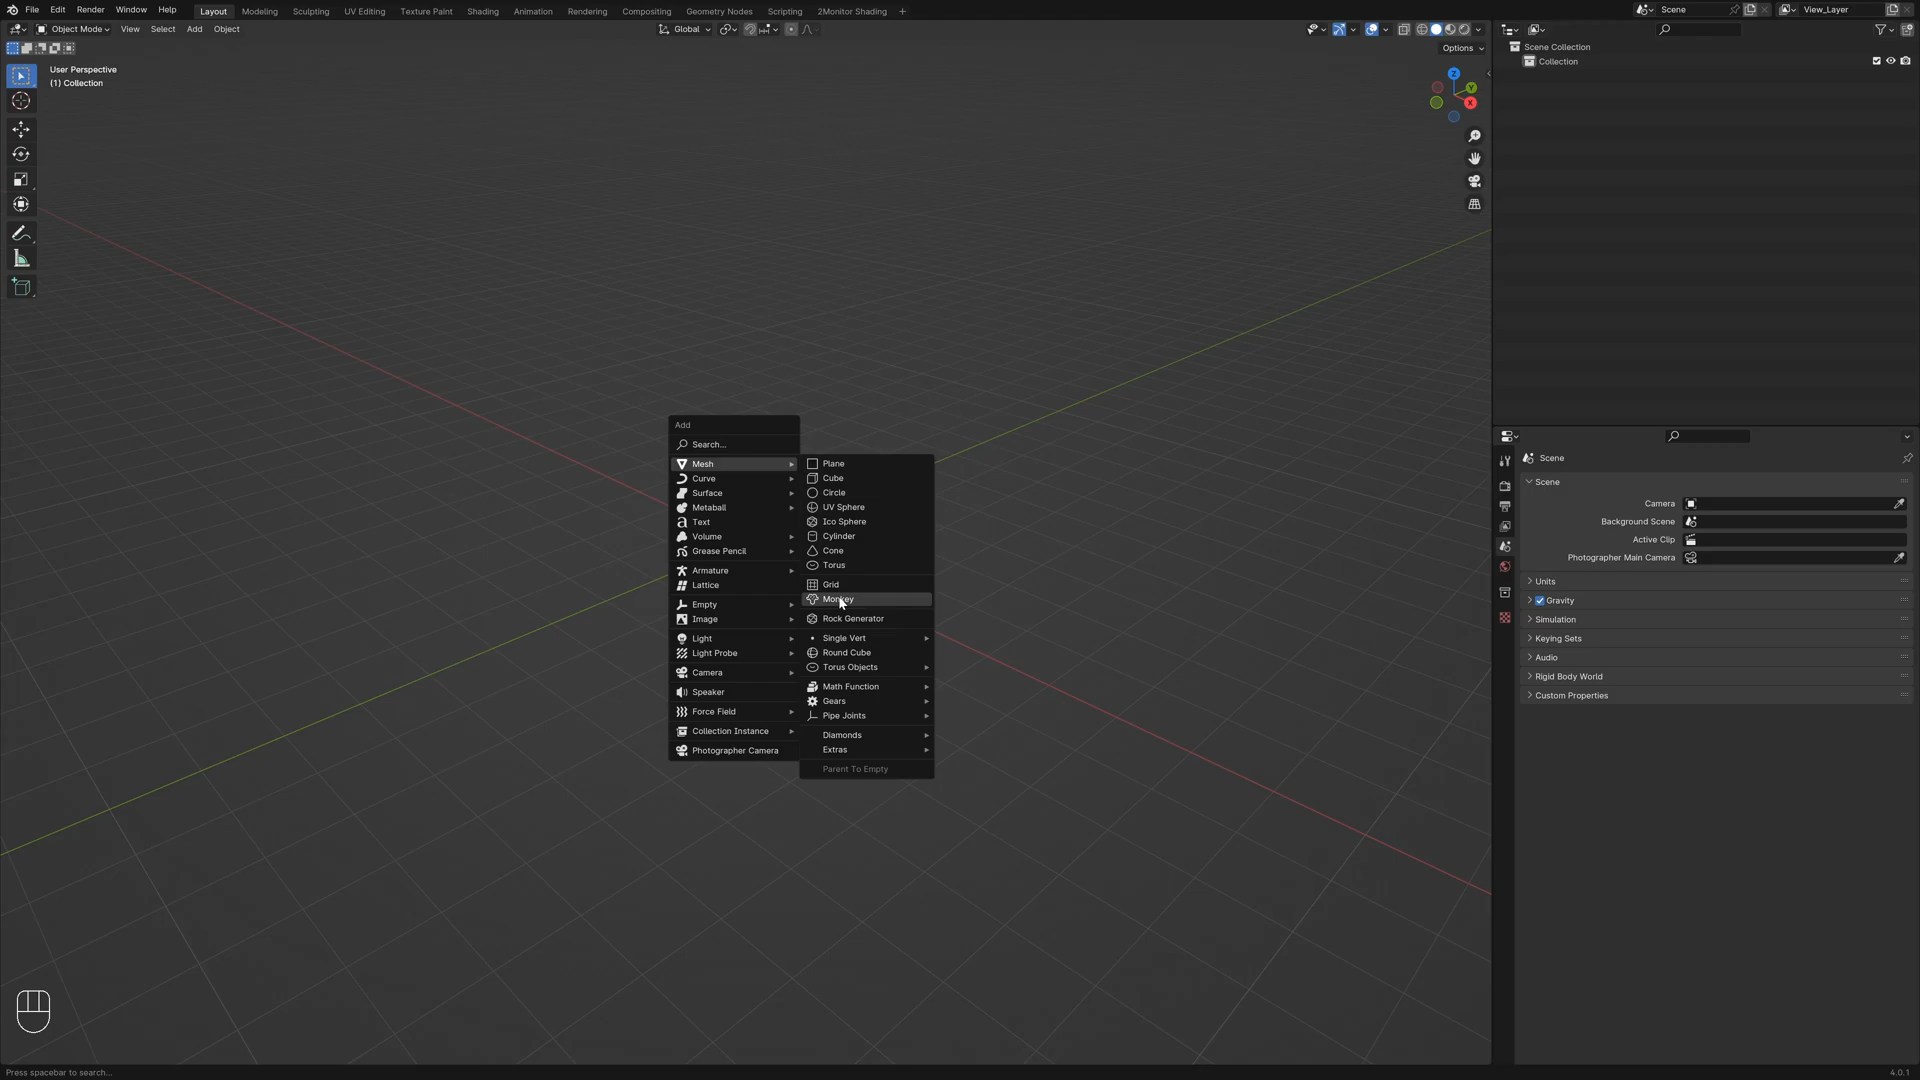 File Edit Render Window Help Layout Modeling Sculpting UV Editing Texture Paint Shading Animation Rendering Compositing Geometry Nodes Scripting 2Monitor Shading + Scene View_Layer
Object Mode View Select Add Object Global
Options
User Perspective
(1) Collection
Z
Y
X
Scene Collection
Collection
Add
Search...
Mesh
Curve
Surface
Metaball
Text
Volume
Grease Pencil
Armature
Lattice
Empty
Image
Light
Light Probe
Camera
Speaker
Force Field
Collection Instance
Photographer Camera
Plane
Cube
Circle
UV Sphere
Ico Sphere
Cylinder
Cone
Torus
Grid
Monkey
Rock Generator
Single Vert
Round Cube
Torus Objects
Math Function
Gears
Pipe Joints
Diamonds
Extras
Parent To Empty
Scene
Scene
Camera
Background Scene
Active Clip
Photographer Main Camera
Units
Gravity
Simulation
Keying Sets
Audio
Rigid Body World
Custom Properties
Press spacebar to search...
4.0.1